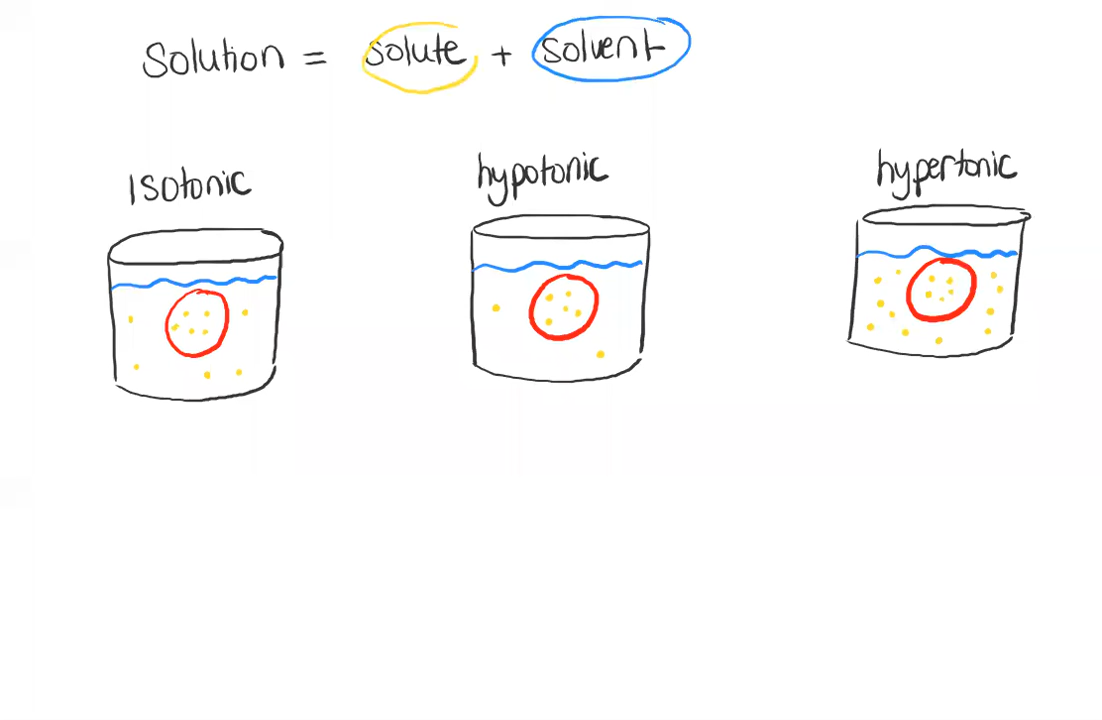 Solution = solute + solvent
Isotonic
hypotonic
hypertonic